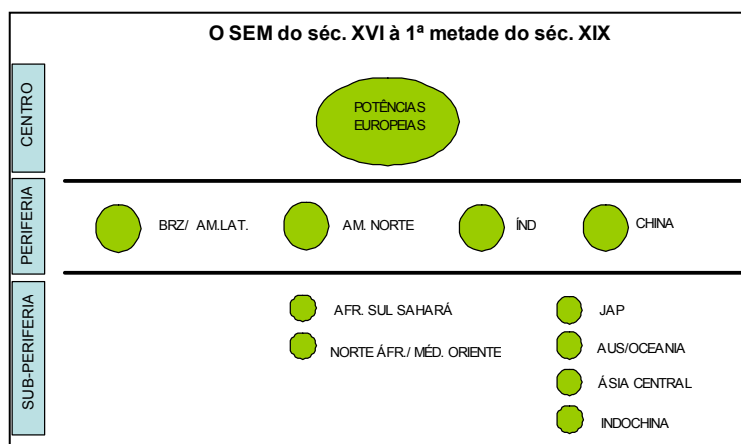 O SEM do séc. XVI à 1ª metade do séc. XIX
CENTRO
POTÊNCIAS
EUROPEIAS
PERIFERIA
BRZ/ AM.LAT.
AM. NORTE
ÍND
CHINA
SUB-PERIFERIA
AFR. SUL SAHARÁ
JAP
NORTE ÁFR./ MÉD. ORIENTE
AUS/OCEANIA
ÁSIA CENTRAL
INDOCHINA